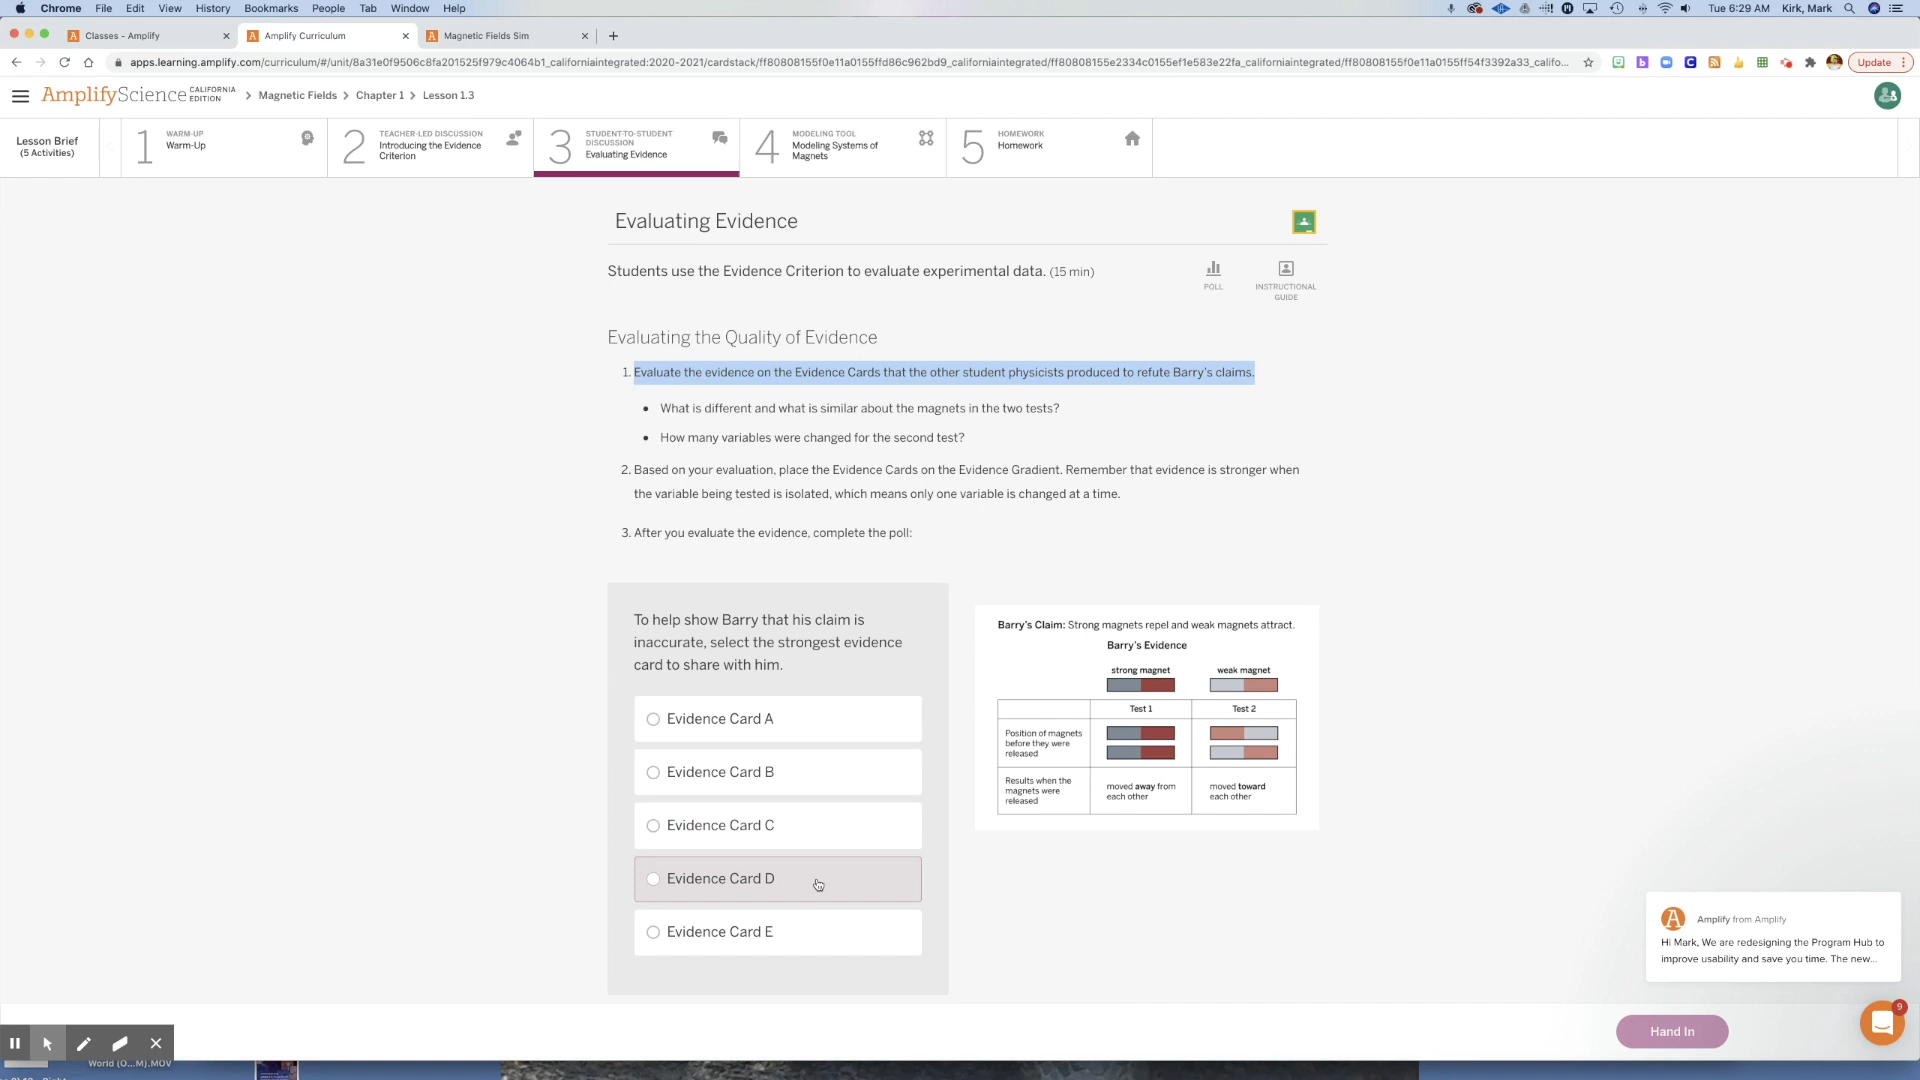 Chrome File Edit View History Bookmarks People Tab Window Help Tue 6:29 AM Kirk, Mark
Classes - Amplify Amplify Curriculum Magnetic Fields Sim
apps.learning.amplify.com/curriculum/#/unit/8a31e0f9506c8fa201525f979c4064b1_californiaintegrated:2020-2021/cardstack/ff80808155f0e11a0155ffd86c962bd9_californiaintegrated/ff80808155e2334c0155ef1e583e22fa_californiaintegrated/ff80808155f0e11a0155ff54f3392a33_califo... Update
AmplifyScience CALIFORNIA EDITION > Magnetic Fields > Chapter 1 > Lesson 1.3
Lesson Brief
(5 Activities)
1 WARM-UP
Warm-Up
2 TEACHER-LED DISCUSSION
Introducing the Evidence
Criterion
3 STUDENT-TO-STUDENT
DISCUSSION
Evaluating Evidence
4 MODELING TOOL
Modeling Systems of
Magnets
5 HOMEWORK
Homework
Evaluating Evidence
Students use the Evidence Criterion to evaluate experimental data. (15 min)
POLL
INSTRUCTIONAL
GUIDE
Evaluating the Quality of Evidence
1. Evaluate the evidence on the Evidence Cards that the other student physicists produced to refute Barry's claims.
• What is different and what is similar about the magnets in the two tests?
• How many variables were changed for the second test?
2. Based on your evaluation, place the Evidence Cards on the Evidence Gradient. Remember that evidence is stronger when
the variable being tested is isolated, which means only one variable is changed at a time.
3. After you evaluate the evidence, complete the poll:
To help show Barry that his claim is
inaccurate, select the strongest evidence
card to share with him.
Evidence Card A
Evidence Card B
Evidence Card C
Evidence Card D
Evidence Card E
Barry's Claim: Strong magnets repel and weak magnets attract.
Barry's Evidence
strong magnet weak magnet
Test 1 Test 2
Position of magnets
before they were
released
Results when the
magnets were
released
moved away from
each other
moved toward
each other
Amplify from Amplify
Hi Mark, We are redesigning the Program Hub to
improve usability and save you time. The new...
9
Hand In
World (O...M).MOV